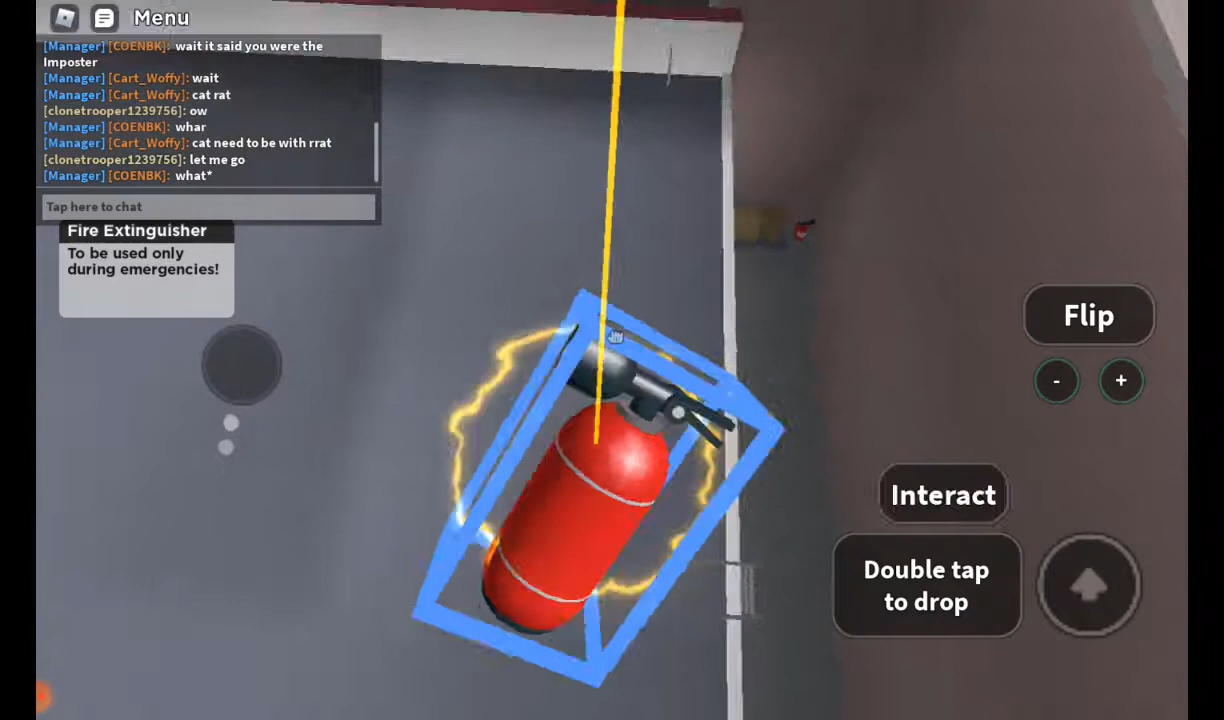 Menu
[Manager] [COENBK]: wait it said you were the
Imposter
[Manager] [Cart_Woffy]: wait
[Manager] [Cart_Woffy]: cat rat
[clonetrooper1239756]: ow
[Manager] [COENBK]: whar
[Manager] [Cart_Woffy]: cat need to be with rrat
[clonetrooper1239756]: let me go
[Manager] [COENBK]: what*
Tap here to chat
Fire Extinguisher
To be used only
during emergencies!
Flip
- +
Interact
Double tap
to drop